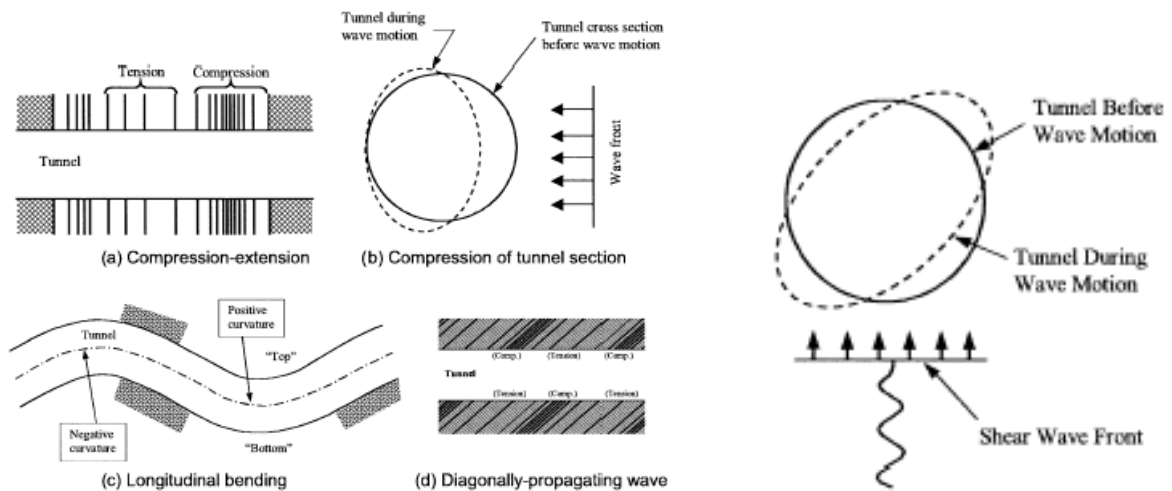 Tension
Compression
Tunnel
(a) Compression-extension
Tunnel during
wave motion
Tunnel cross section
before wave motion
Wave front
(b) Compression of tunnel section
Positive
curvature
Tunnel
"Top"
Negative
curvature
"Bottom"
(c) Longitudinal bending
(Comp.) (Tension) (Comp.)
Tunnel
(Tension) (Comp.) (Tension)
(d) Diagonally-propagating wave
Tunnel Before
Wave Motion
Tunnel During
Wave Motion
Shear Wave Front